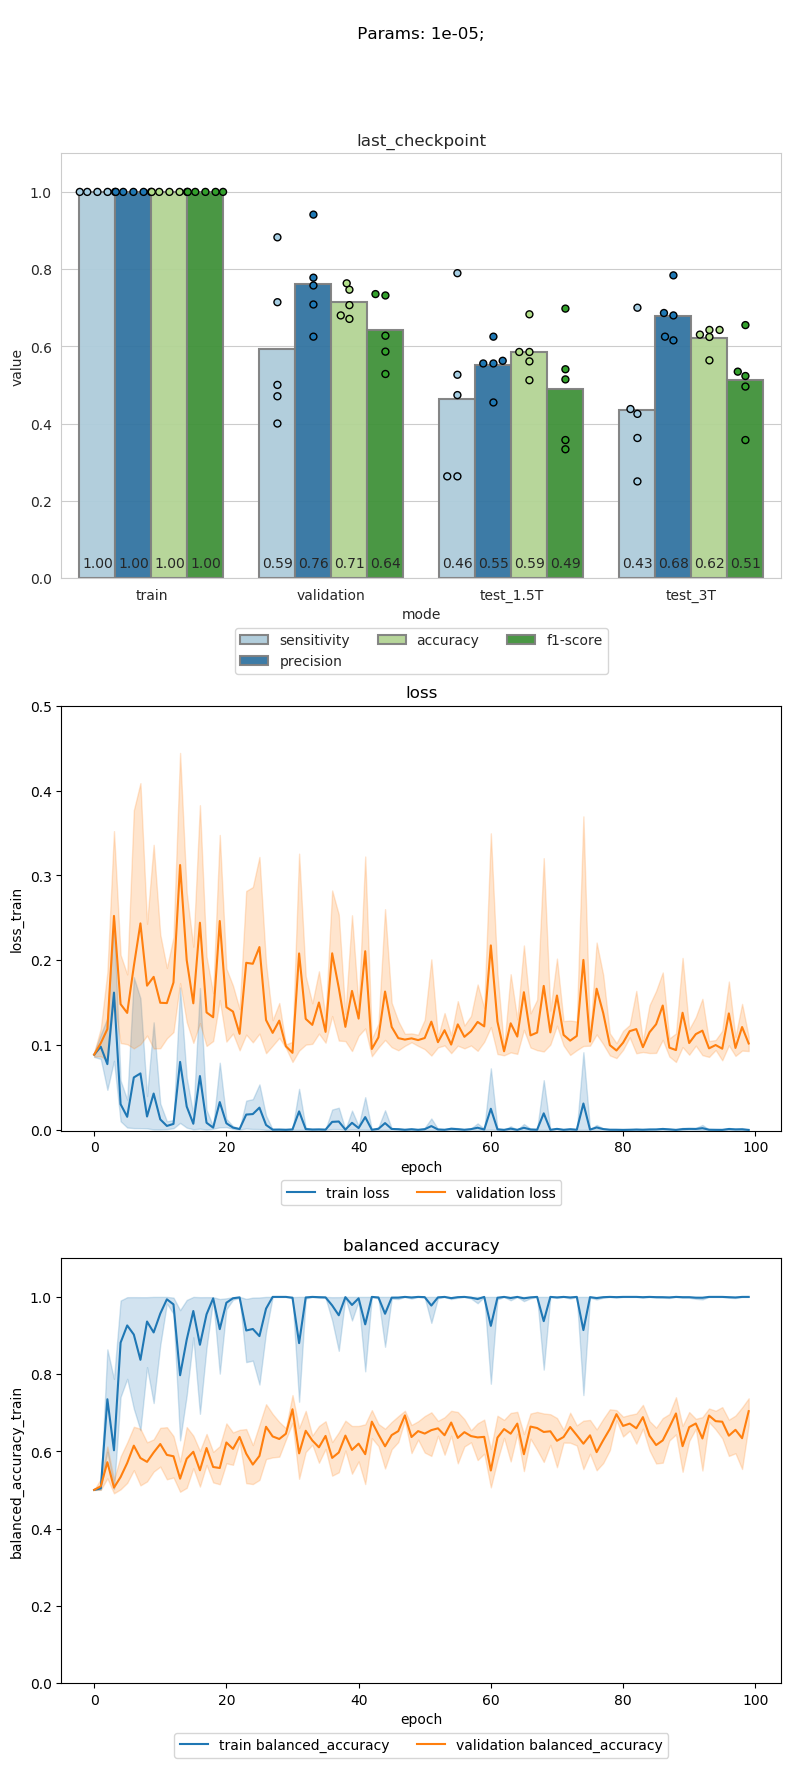 Params: 1e-05;
last_checkpoint
1.0
0.8
0.6
0.4
0.2
0.0
value
1.00 1.00 1.00 1.00 0.59 0.76 0.71 0.64 0.46 0.55 0.59 0.49 0.43 0.68 0.62 0.51
train validation test_1.5T test_3T
mode
sensitivity accuracy f1-score
precision
loss
0.5
0.4
0.3
0.2
0.1
0.0
loss_train
0 20 40 60 80 100
epoch
train loss validation loss
balanced accuracy
1.0
0.8
0.6
0.4
0.2
0.0
balanced_accuracy_train
0 20 40 60 80 100
epoch
train balanced_accuracy validation balanced_accuracy